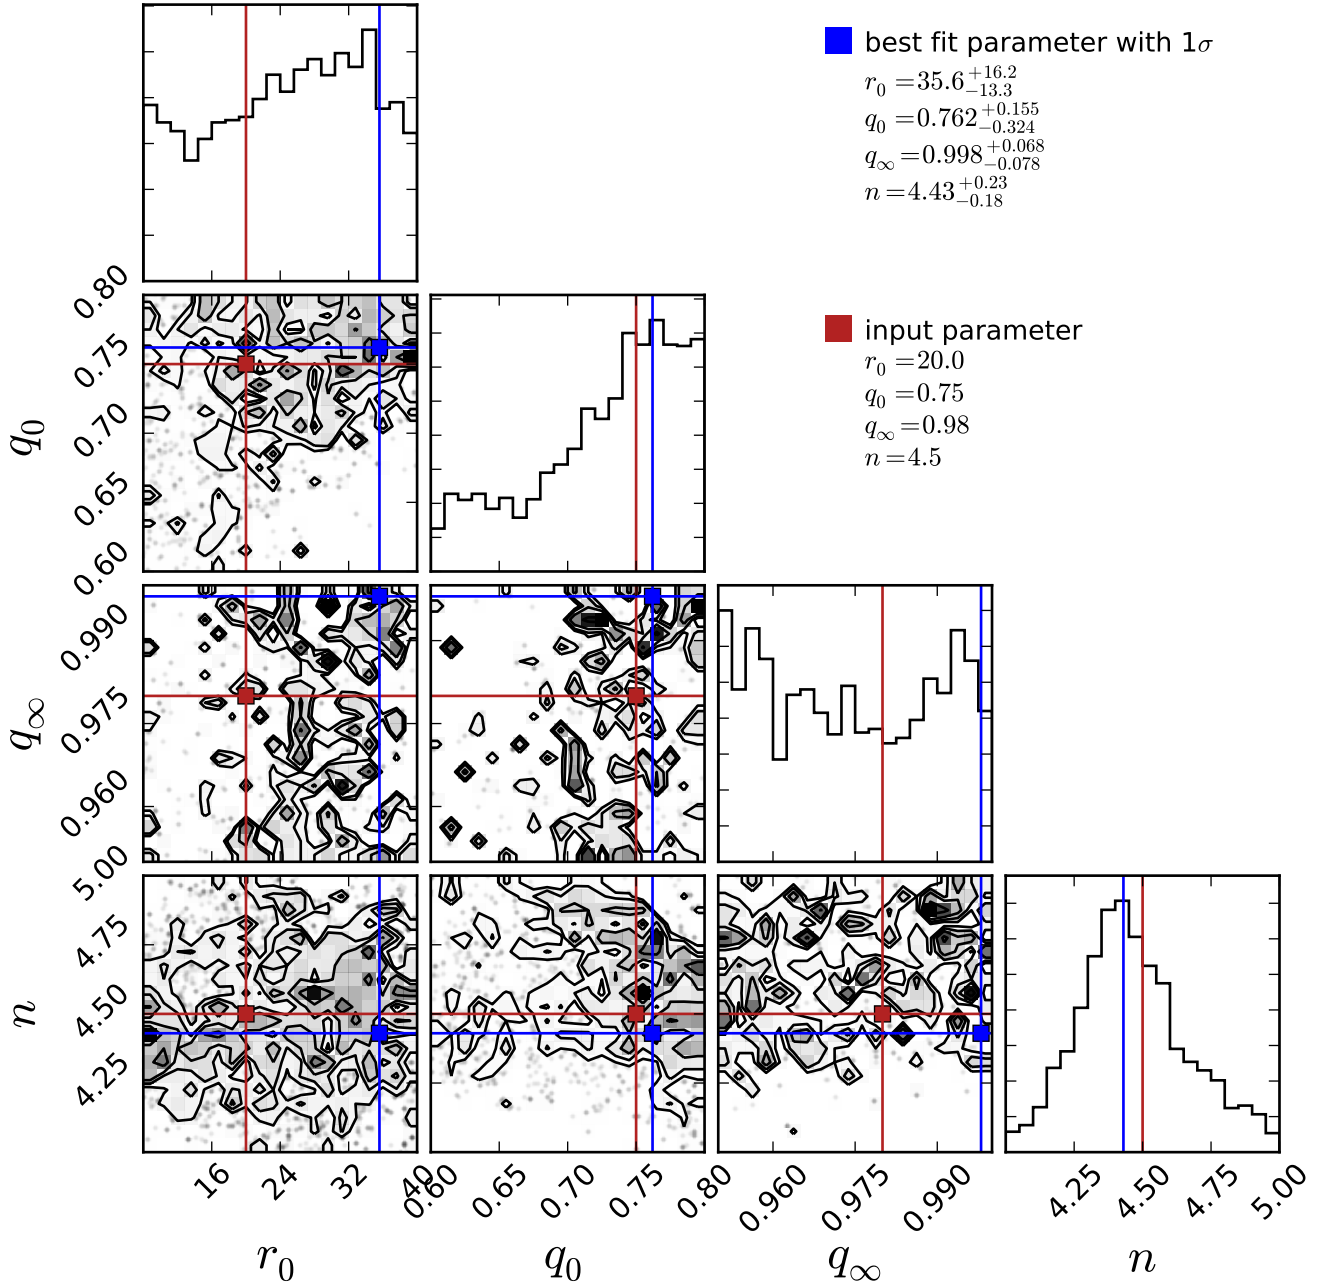 best fit parameter with 1σ
r₀ = 35.6 +16.2 −13.3
q₀ = 0.762 +0.155 −0.324
q∞ = 0.998 +0.068 −0.078
n = 4.43 +0.23 −0.18
input parameter
r₀ = 20.0
q₀ = 0.75
q∞ = 0.98
n = 4.5
q₀
0.80
0.75
0.70
0.65
0.60
q∞
0.990
0.975
0.960
n
5.00
4.75
4.50
4.25
16 24 32 40
0.60 0.65 0.70 0.75 0.80
0.960 0.975 0.990
4.25 4.50 4.75 5.00
r₀ q₀ q∞ n